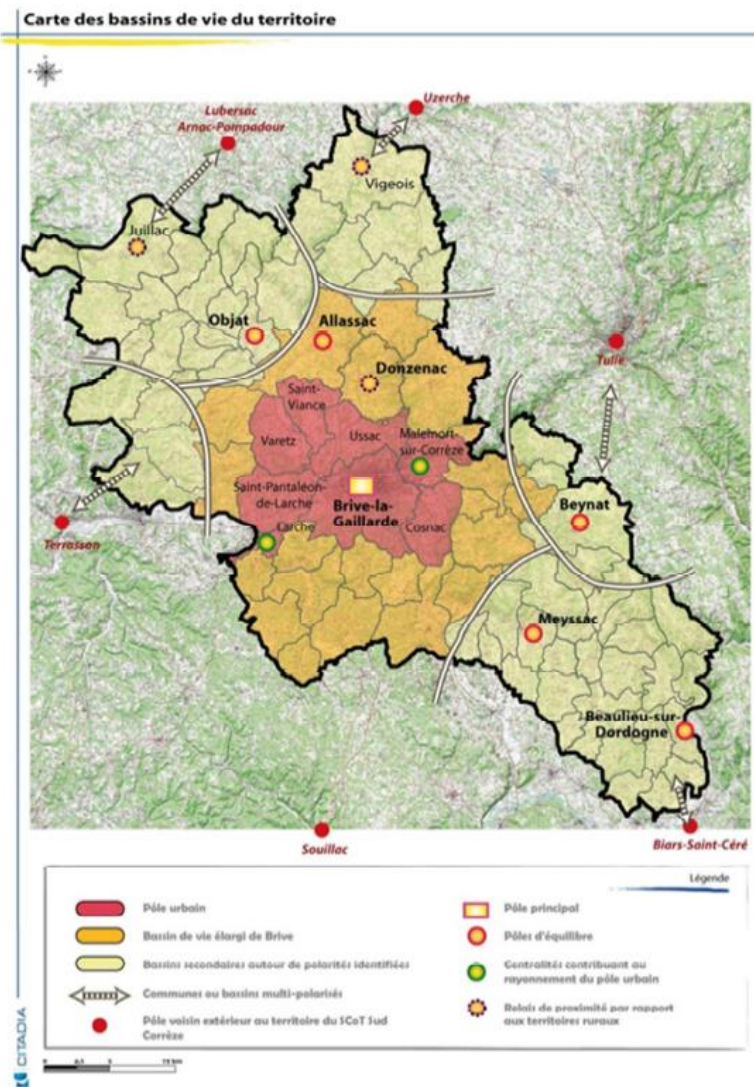 Carte des bassins de vie du territoire
Uzerche
Lubersac
Arnac-Pompadour
Vigeois
Juillac
Objat
Allassac
Tulle
Donzenac
Saint-
Viance
Varetz
Ussac
Malemort-
sur-Corrèze
Saint-Pantaléon-
de-Larche
Brive-la-
Gaillarde
Beynat
Larche
Cosnac
Terrasson
Meyssac
Beaulieu-sur-
Dordogne
Souillac
Biars-Saint-Céré
Légende
Pôle urbain
Bassin de vie élargi de Brive
Bassins secondaires autour de polarités identifiées
Communes ou bassins multi-polarisés
Pôle voisin extérieur au territoire du SCoT Sud
Corrèze
Pôle principal
Pôles d'équilibre
Centralités contribuant au
rayonnement du pôle urbain
Relais de proximité par rapport
aux territoires ruraux
CITADIA